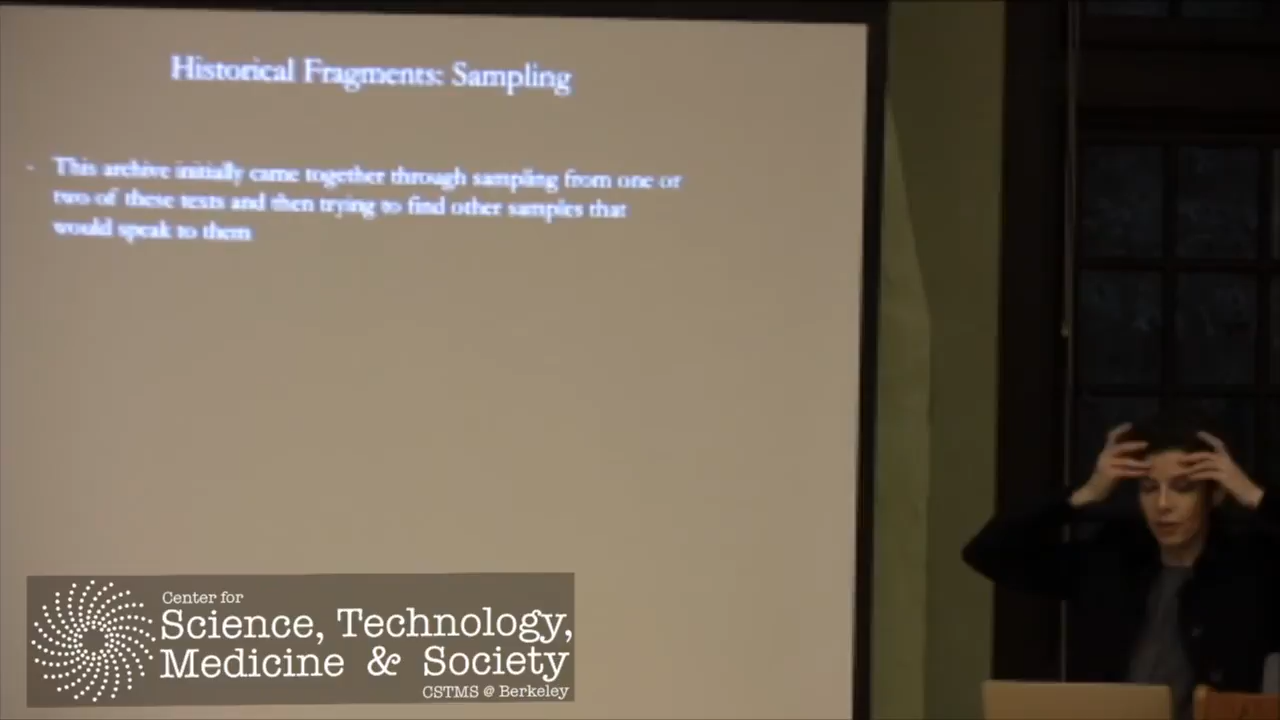 Historical Fragments: Sampling
- This archive initially came together through sampling from one or
two of these tests and then trying to find other samples that
would speak to them
Center for
Science, Technology,
Medicine & Society
CSTMS @ Berkeley